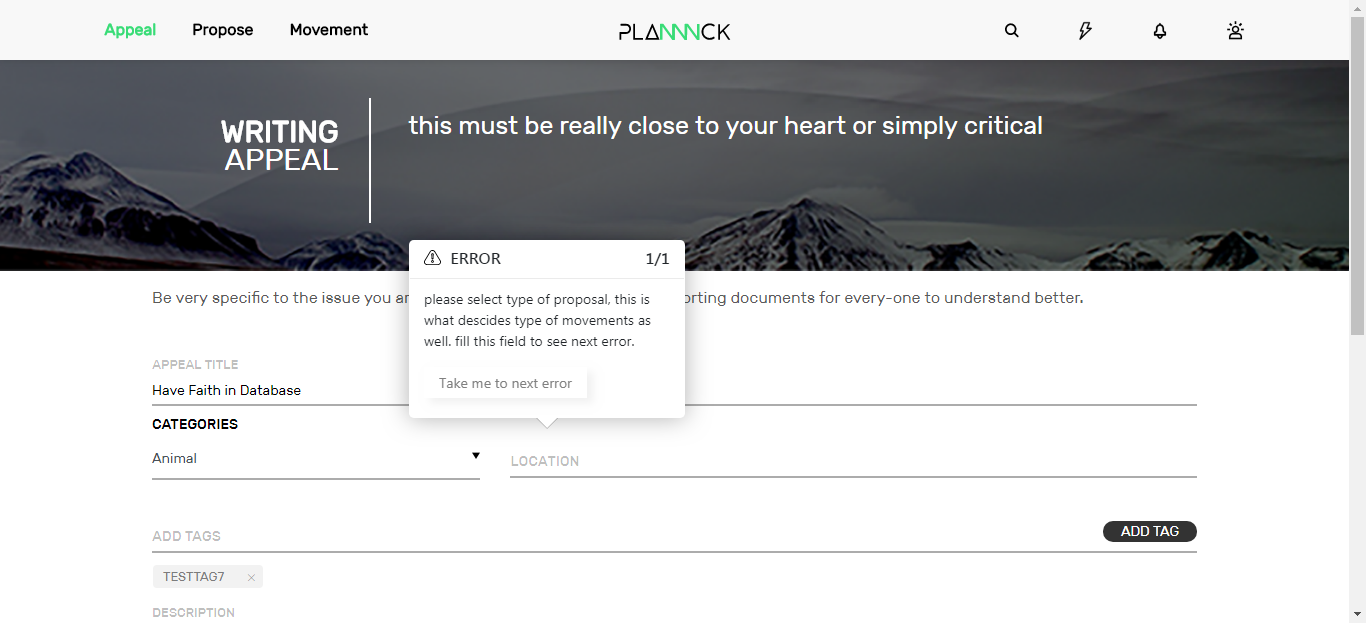 Appeal Propose Movement PLANNNCK
WRITING
APPEAL
this must be really close to your heart or simply critical
ERROR 1/1
Be very specific to the issue you ar
orting documents for every-one to understand better.
please select type of proposal, this is
what descides type of movements as
well. fill this field to see next error.
Take me to next error
APPEAL TITLE
Have Faith in Database
CATEGORIES
Animal
LOCATION
ADD TAGS
ADD TAG
TESTTAG7 ×
DESCRIPTION